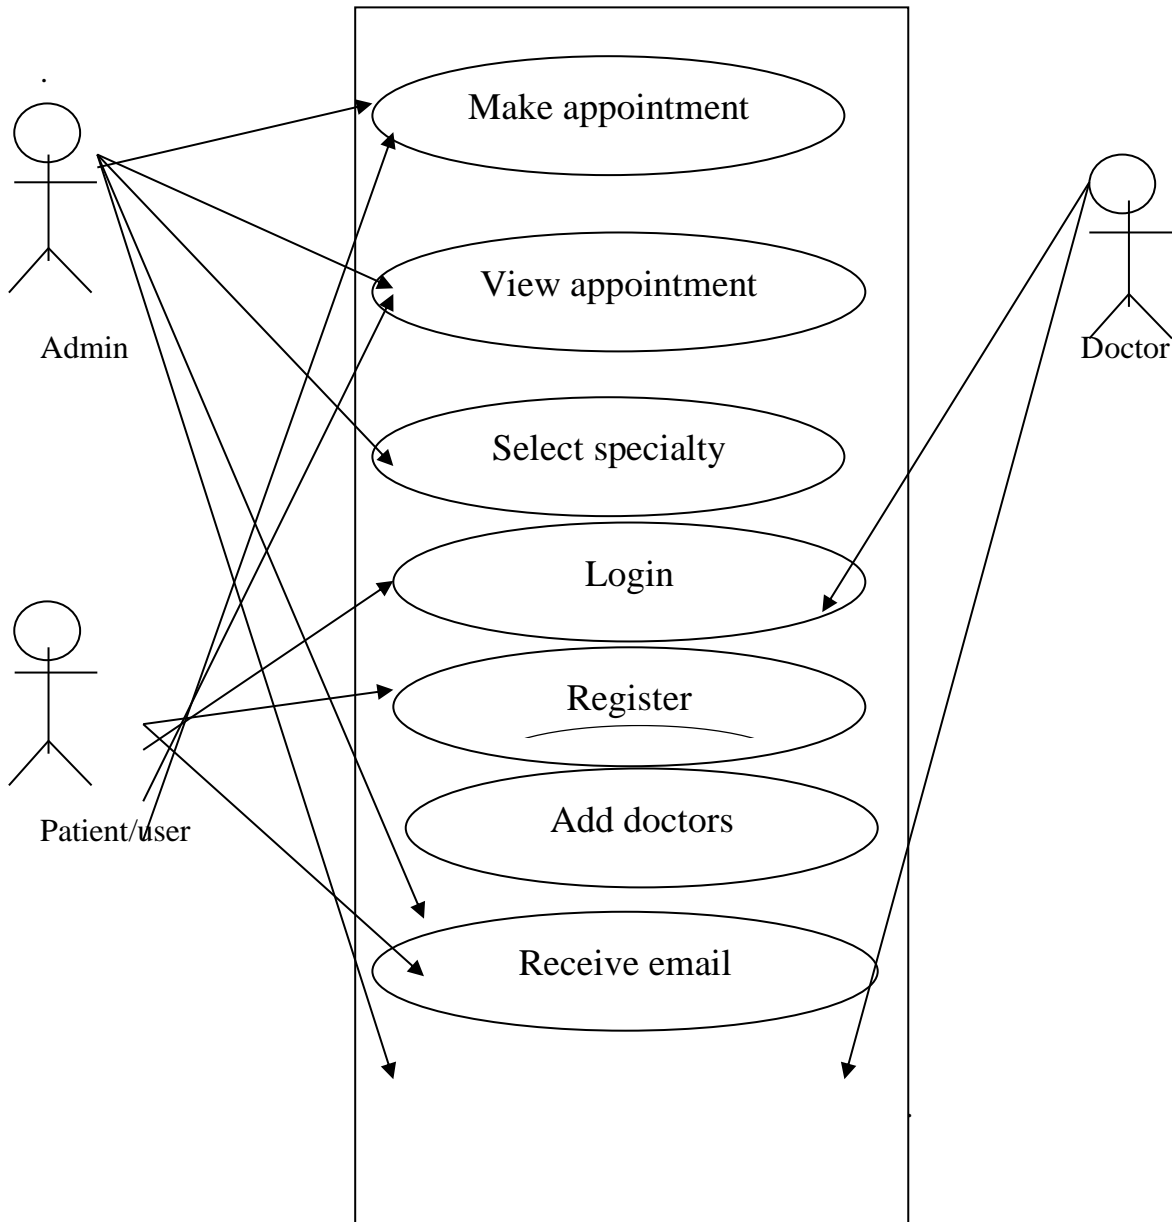 Make appointment
View appointment
Admin
Doctor
Select specialty
Login
Register
Add doctors
Patient/user
Receive email